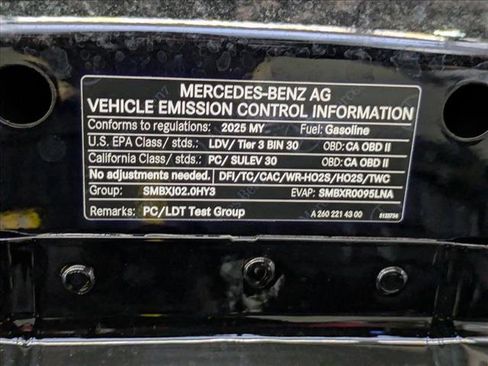 MERCEDES-BENZ AG
VEHICLE EMISSION CONTROL INFORMATION
Conforms to regulations: 2025 MY Fuel: Gasoline
U.S. EPA Class/ stds.: LDV/ Tier 3 BIN 30 OBD: CA OBD II
California Class/ stds.: PC/ SULEV 30 OBD: CA OBD II
No adjustments needed. DFI/TC/CAC/WR-HO2S/HO2S/TWC
Group: SMBXJ02.0HY3 EVAP: SMBXR0095LNA
Remarks: PC/LDT Test Group A 260 221 43 00